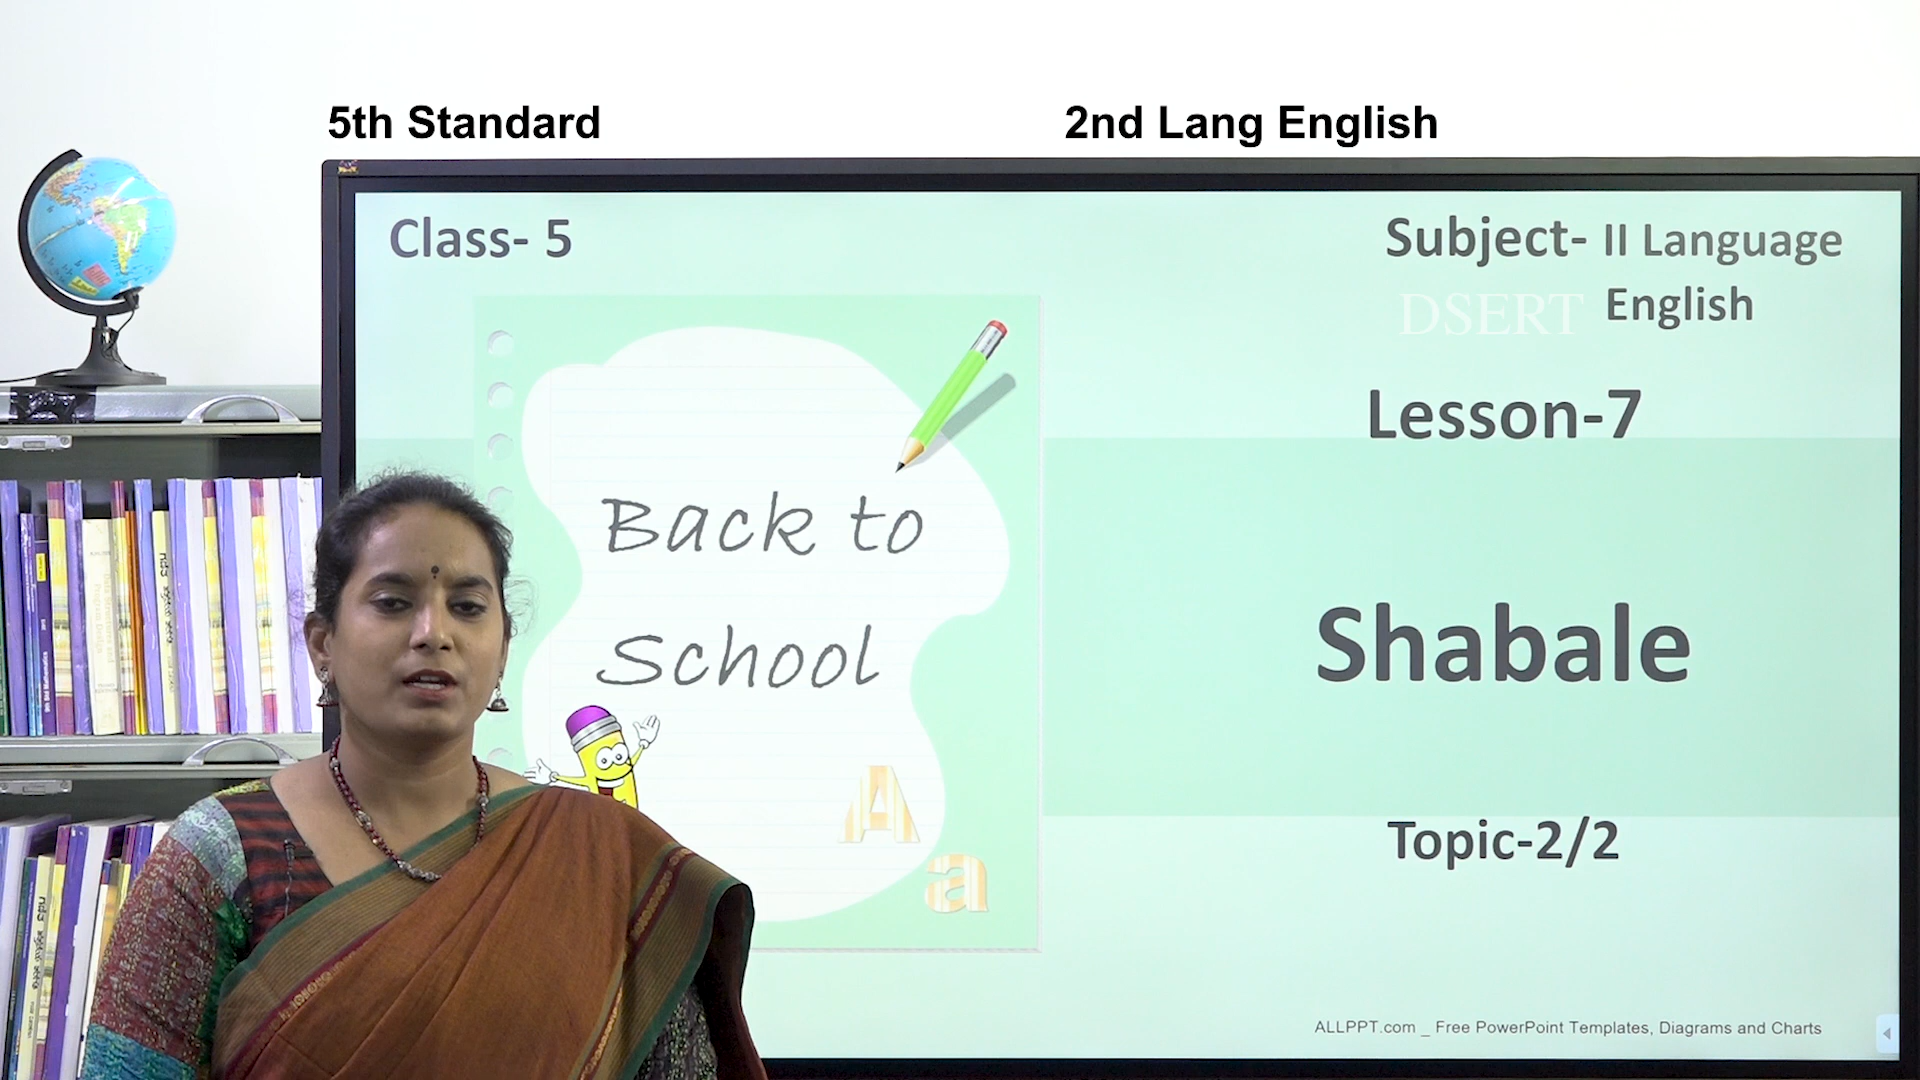 5th Standard
2nd Lang English
Class- 5
Subject- II Language
DSERT English
Lesson-7
Back to
School
Shabale
A
a
Topic-2/2
ALLPPT.com _ Free PowerPoint Templates, Diagrams and Charts